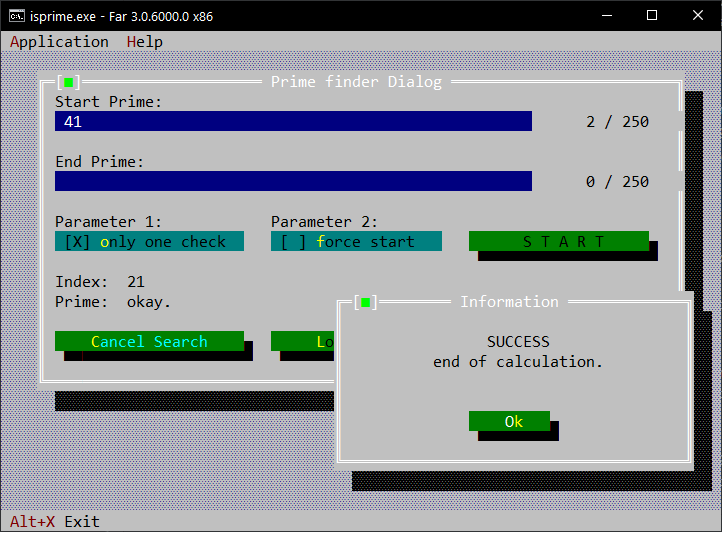 isprime.exe - Far 3.0.6000.0 x86
Application Help
Prime finder Dialog
Start Prime:
41 2 / 250
End Prime:
0 / 250
Parameter 1: Parameter 2:
[X] only one check [ ] force start S T A R T
Index: 21
Prime: okay.
Information
Cancel Search Lo
SUCCESS
end of calculation.
Ok
Alt+X Exit